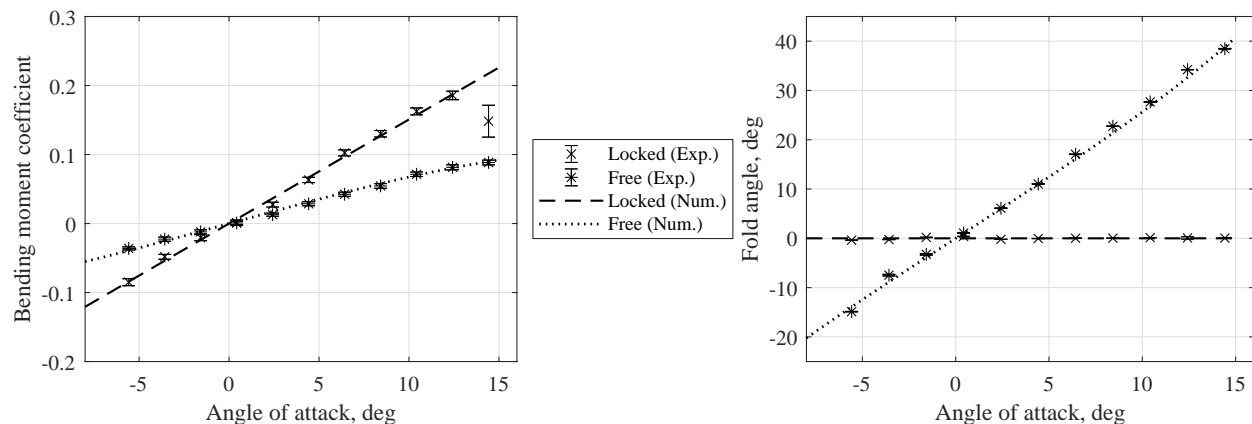 0.3
0.2
0.1
0
-0.1
-0.2
-5
0
5
10
15
Bending moment coefficient
Angle of attack, deg
Locked (Exp.)
Free (Exp.)
Locked (Num.)
Free (Num.)
40
30
20
10
0
-10
-20
-5
0
5
10
15
Fold angle, deg
Angle of attack, deg